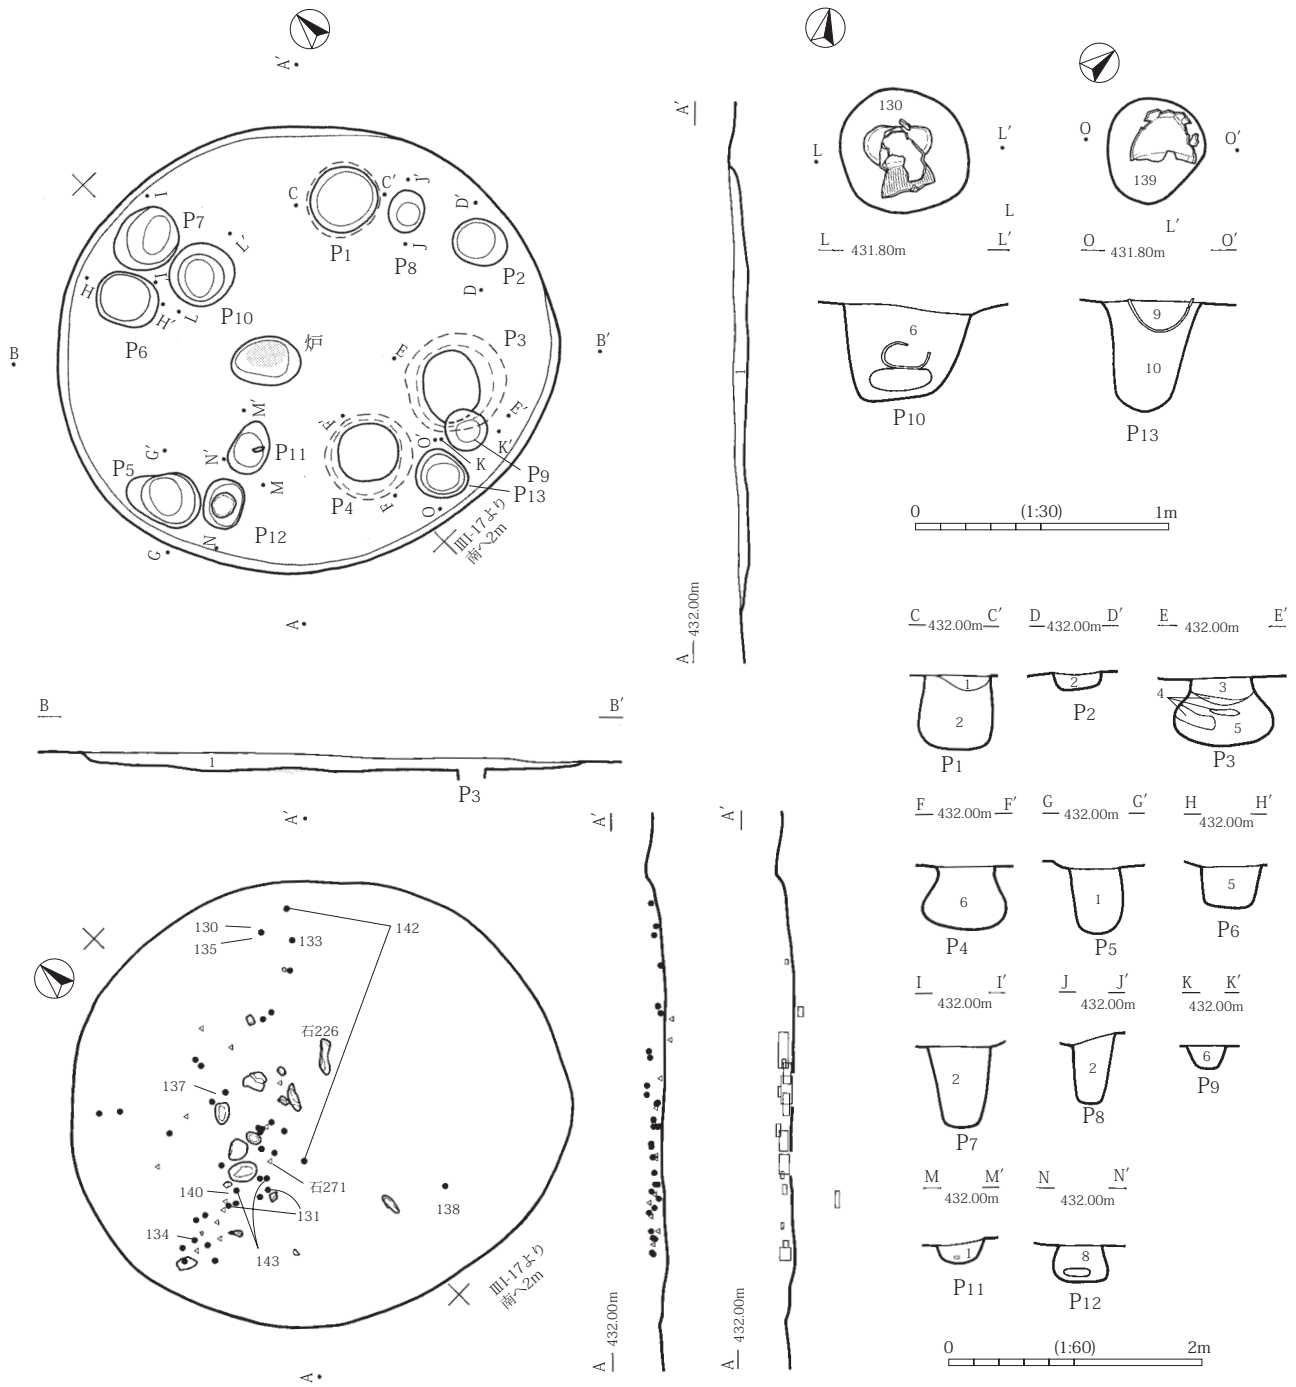 A′
I
P7
L′
C
C′
J′
D′
P1
J
P8
P2
D
H
I′
H′
L
P10
P6
炉
P3
E
E′
B
B′
M′
F′
O′
K′
K
P9
P13
G′
N′
P11
P5
M
P4
F
O
P12
N
G
ⅢI-17より
南へ2m
A
A′
1
A
432.00m
130
L
L′
L
139
O
O′
L′
L
431.80m
L′
O
431.80m
O′
6
P10
9
10
P13
0
(1:30)
1m
C
432.00m
C′
D
432.00m
D′
E
432.00m
E′
1
2
P1
2
P2
3
4
5
P3
B
B′
1
P3
F
432.00m
F′
G
432.00m
G′
H
432.00m
H′
6
P4
1
P5
5
P6
I
432.00m
I′
J
432.00m
J′
K
432.00m
K′
2
P7
2
P8
6
P9
M
432.00m
M′
N
432.00m
N′
1
P11
8
P12
0
(1:60)
2m
A′
130
135
133
142
石226
137
石271
140
131
138
134
143
ⅢI-17より
南へ2m
A
A′
A
432.00m
A′
A
432.00m